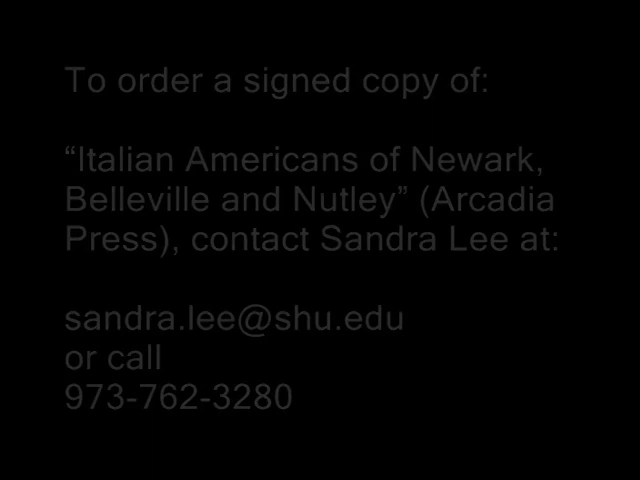 To order a signed copy of:
“Italian Americans of Newark,
Belleville and Nutley” (Arcadia
Press), contact Sandra Lee at:
sandra.lee@shu.edu
or call
973-762-3280